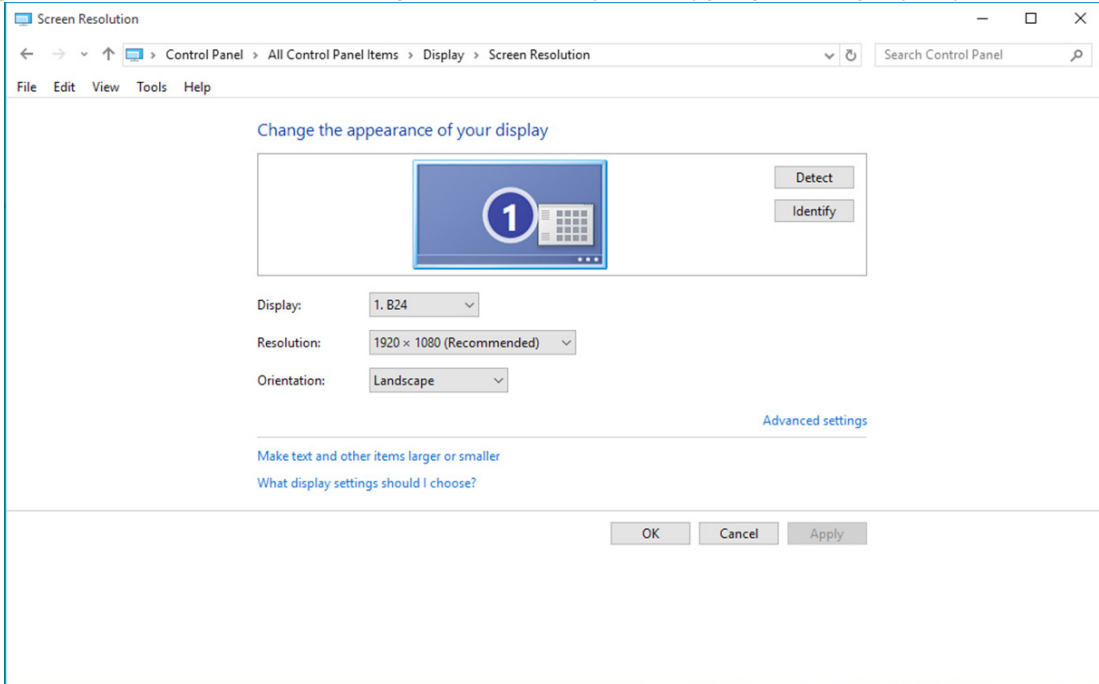 Screen Resolution
Control Panel > All Control Panel Items > Display > Screen Resolution
Search Control Panel
File Edit View Tools Help
Change the appearance of your display
1
Detect
Identify
Display: 1. B24
Resolution: 1920 × 1080 (Recommended)
Orientation: Landscape
Advanced settings
Make text and other items larger or smaller
What display settings should I choose?
OK Cancel Apply